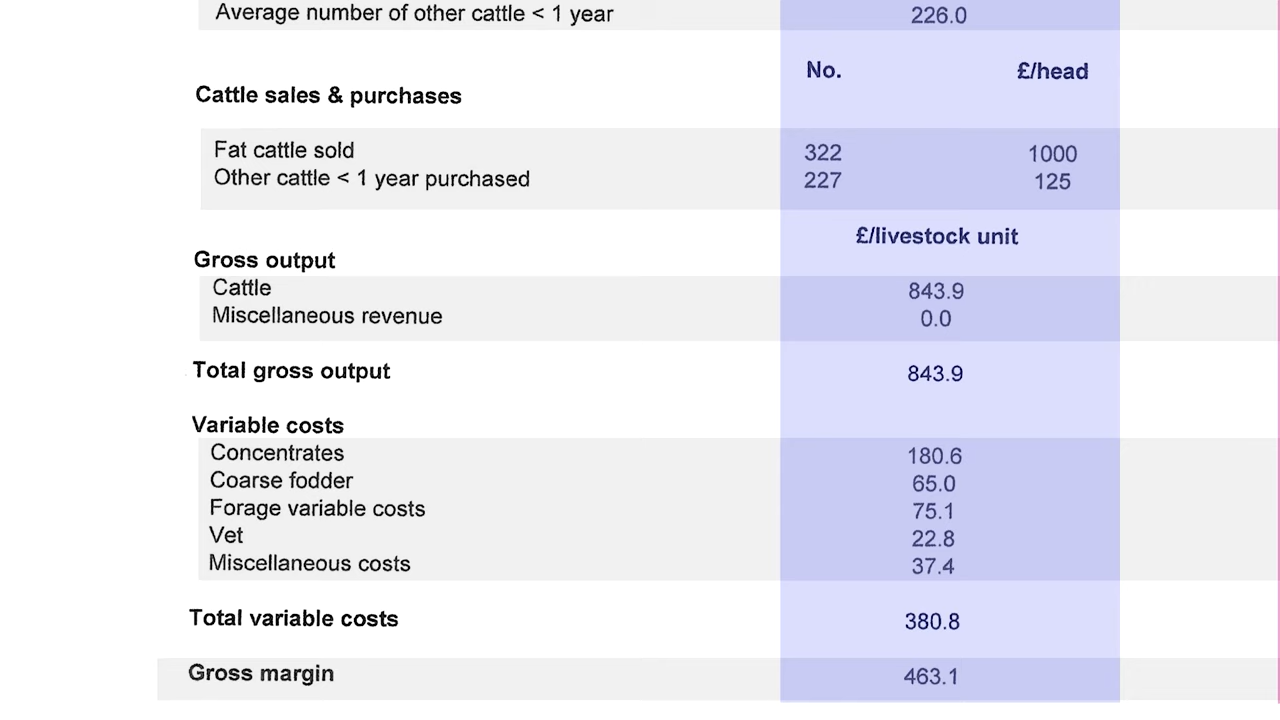 Average number of other cattle < 1 year 226.0
No. £/head
Cattle sales & purchases
Fat cattle sold 322 1000
Other cattle < 1 year purchased 227 125
£/livestock unit
Gross output
Cattle 843.9
Miscellaneous revenue 0.0
Total gross output 843.9
Variable costs
Concentrates 180.6
Coarse fodder 65.0
Forage variable costs 75.1
Vet 22.8
Miscellaneous costs 37.4
Total variable costs 380.8
Gross margin 463.1